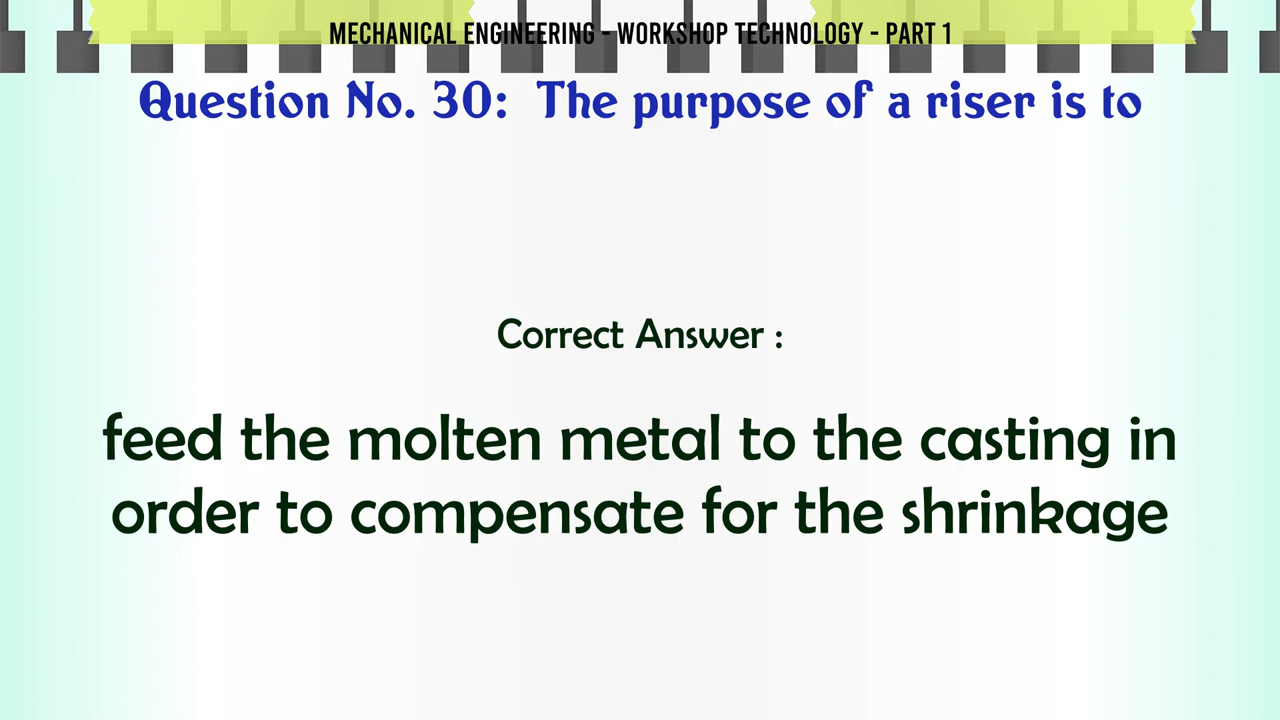 MECHANICAL ENGINEERING - WORKSHOP TECHNOLOGY - PART 1
Question No. 30: The purpose of a riser is to
Correct Answer :
feed the molten metal to the casting in
order to compensate for the shrinkage